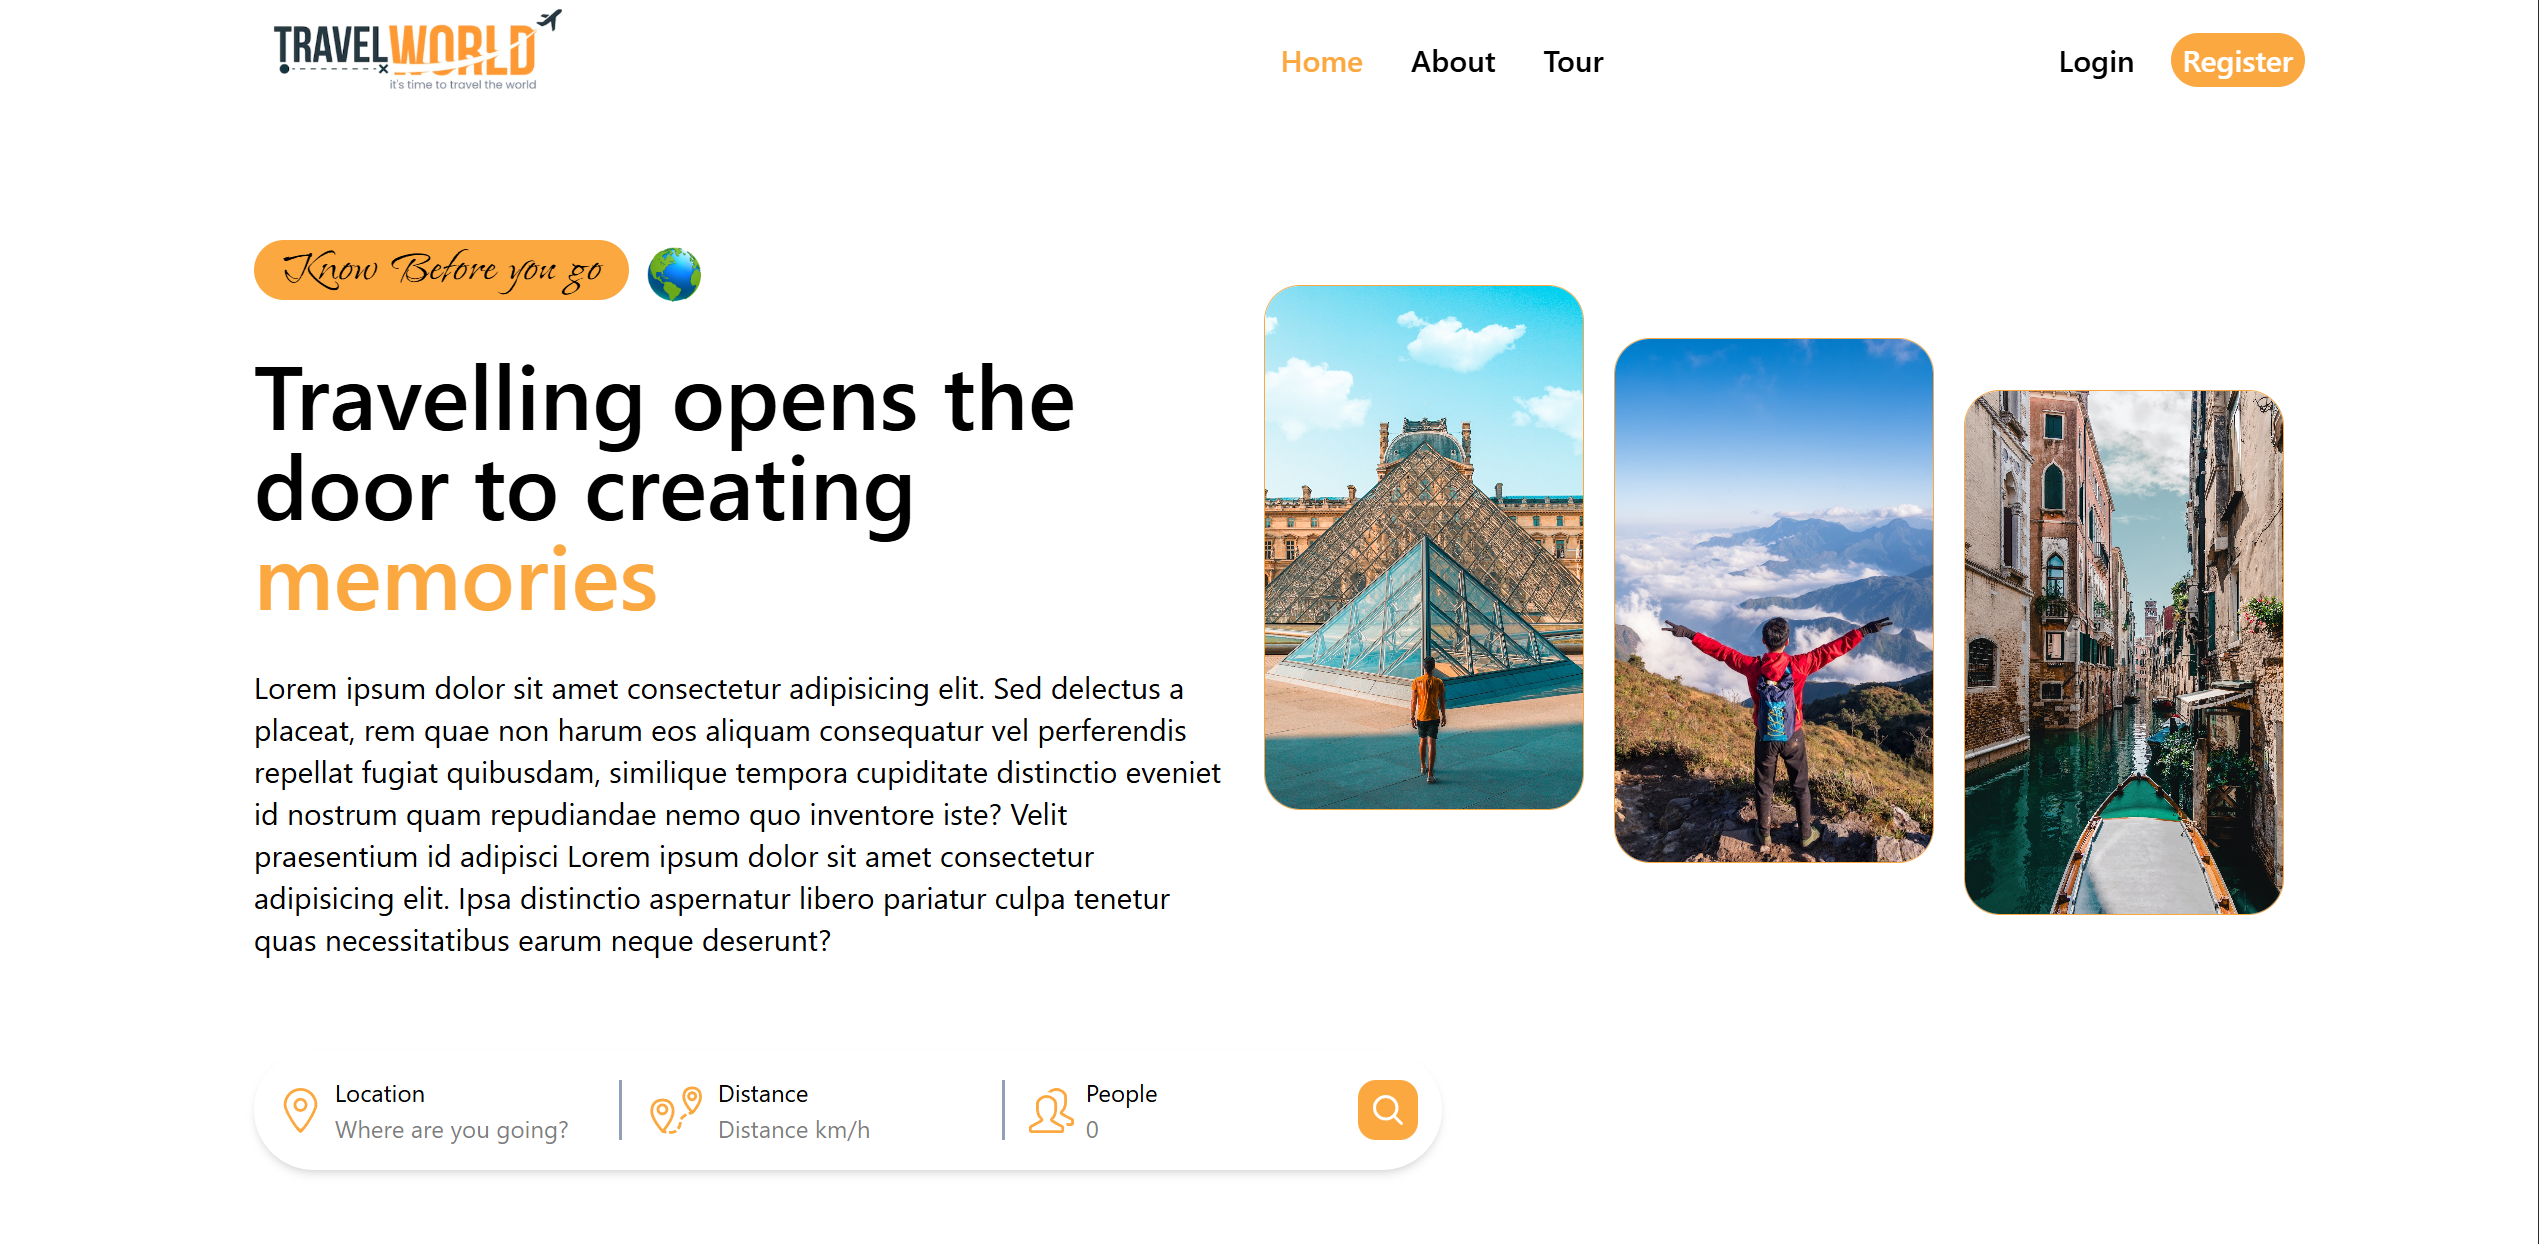 TRAVELWORLD
it's time to travel the world
Home About Tour
Login Register
Know Before you go
Travelling opens the
door to creating
memories
Lorem ipsum dolor sit amet consectetur adipisicing elit. Sed delectus a
placeat, rem quae non harum eos aliquam consequatur vel perferendis
repellat fugiat quibusdam, similique tempora cupiditate distinctio eveniet
id nostrum quam repudiandae nemo quo inventore iste? Velit
praesentium id adipisci Lorem ipsum dolor sit amet consectetur
adipisicing elit. Ipsa distinctio aspernatur libero pariatur culpa tenetur
quas necessitatibus earum neque deserunt?
Location
Where are you going?
Distance
Distance km/h
People
0